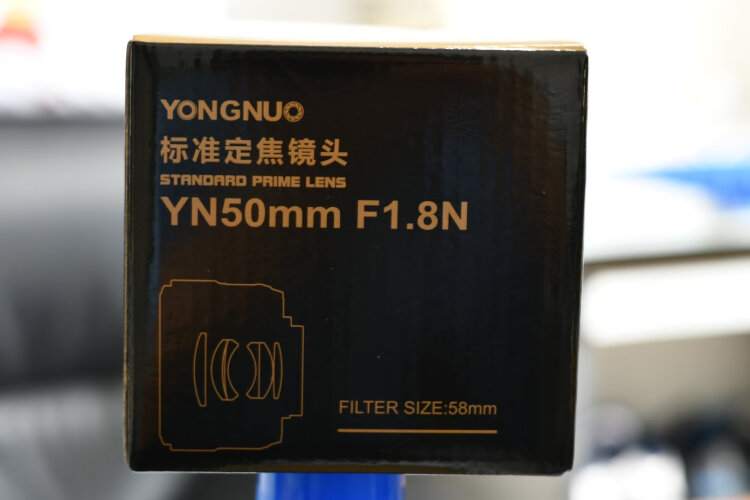 YONGNUO
标准定焦镜头
STANDARD PRIME LENS
YN50mm F1.8N
FILTER SIZE:58mm